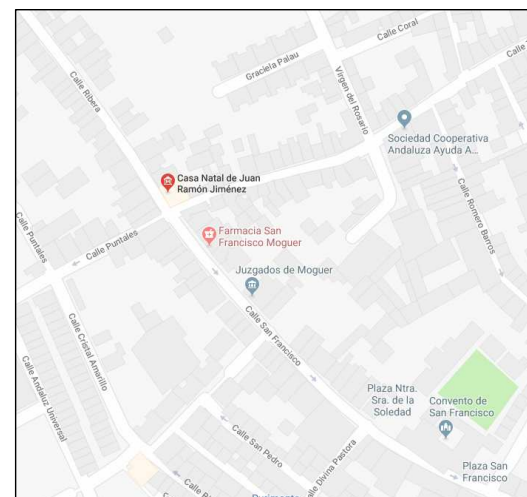 Calle Coral
Graciela Palau
Calle Ribera
Virgen del Rosario
Calle
Sociedad Cooperativa
Andaluza Ayuda A...
Casa Natal de Juan
Ramón Jiménez
Calle Romero Barros
Calle Puntales
Farmacia San
Francisco Moguer
Calle Puntales
Juzgados de Moguer
Calle San Francisco
Calle Cristal Amarillo
Calle Andaluz Universal
Plaza Ntra.
Sra. de la
Soledad
Convento de
San Francisco
Calle San Pedro
Calle Divina Pastora
Plaza San
Francisco
Calle